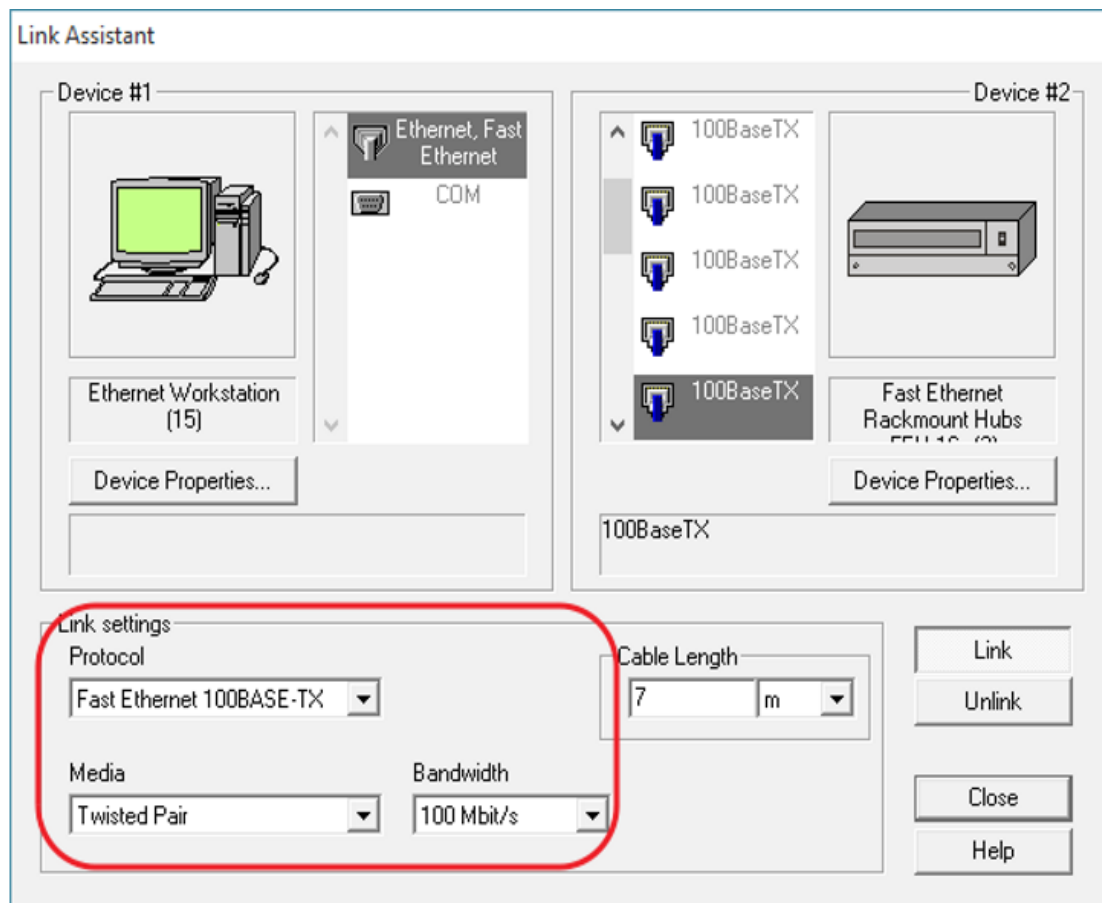 Link Assistant
Device #1
Ethernet, Fast
Ethernet
COM
Ethernet Workstation
(15)
Device Properties...
Device #2
100BaseTX
100BaseTX
100BaseTX
100BaseTX
100BaseTX
Fast Ethernet
Rackmount Hubs
Device Properties...
100BaseTX
Link settings
Protocol
Fast Ethernet 100BASE-TX
Media
Twisted Pair
Bandwidth
100 Mbit/s
Cable Length
7
m
Link
Unlink
Close
Help